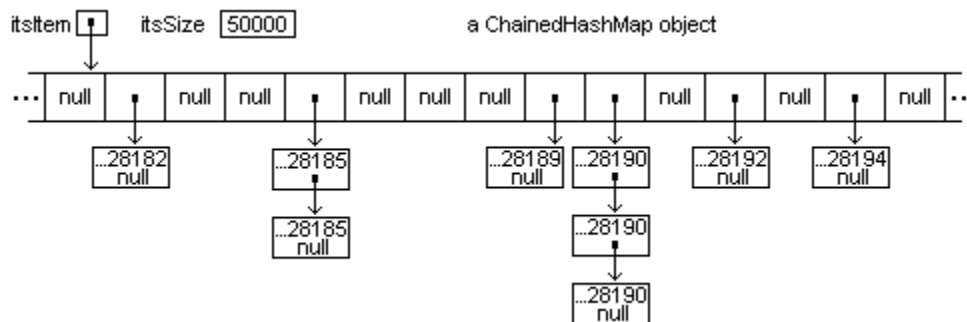 itsItem itsSize 50000 a ChainedHashMap object
... null null null null null null null null null ..
...28182 ...28185 ...28189 ...28190 ...28192 ...28194
null null null null
...28185 ...28190
null
...28190
null